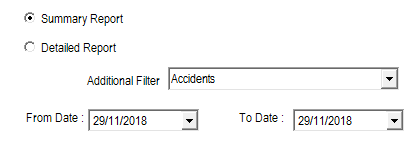 Summary Report
Detailed Report
Additional Filter Accidents
From Date : 29/11/2018 To Date : 29/11/2018